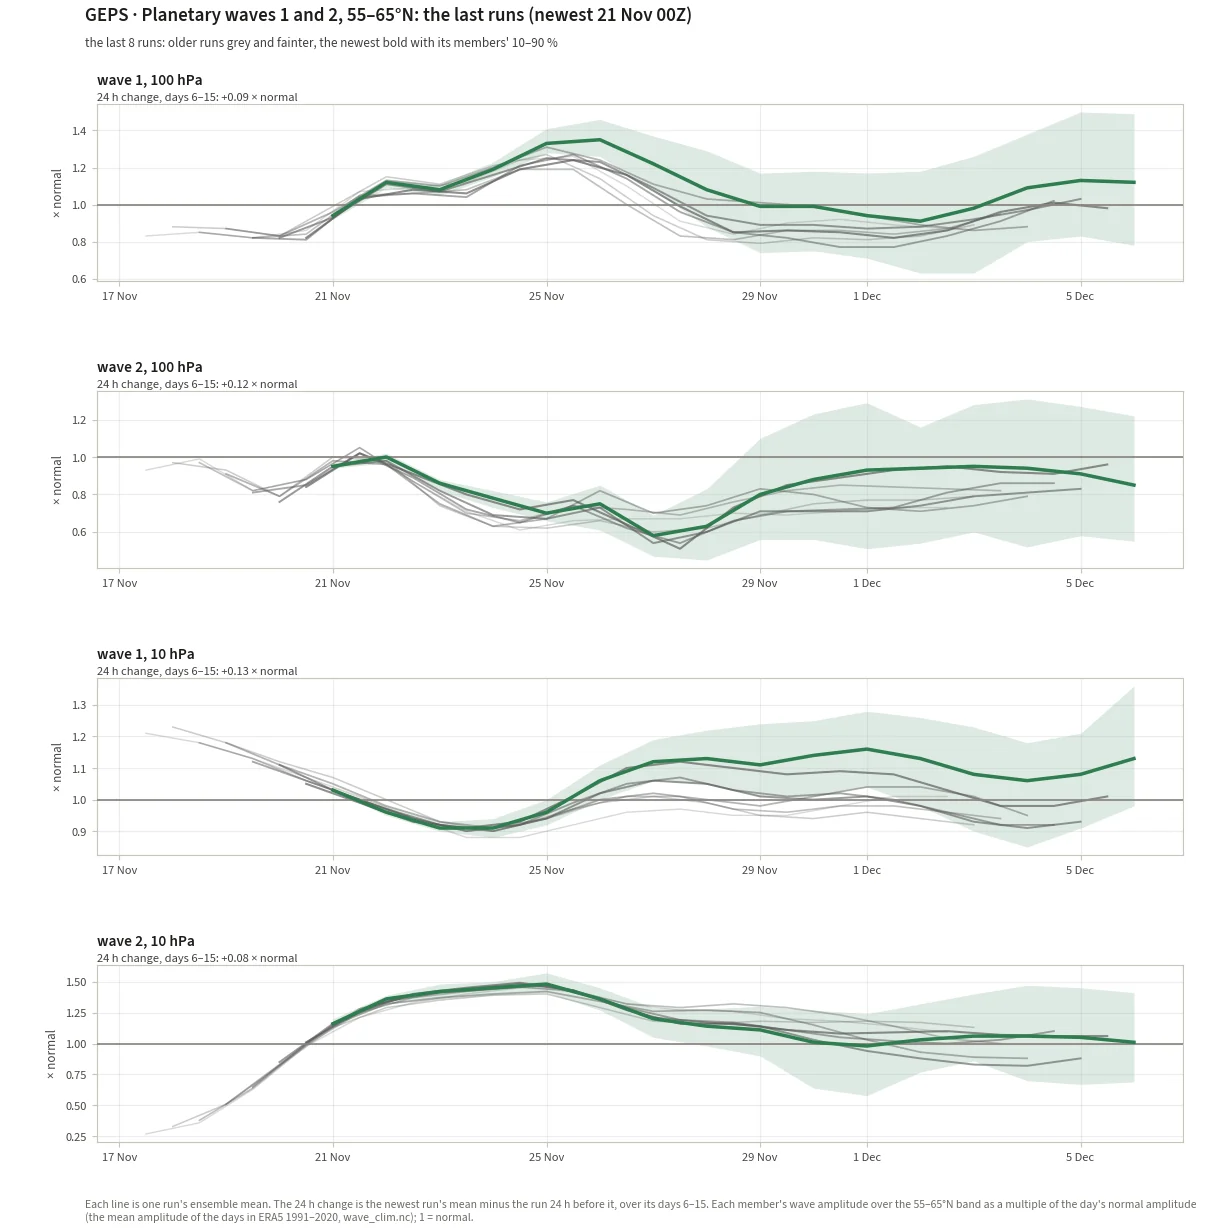 GEPS · Planetary waves 1 and 2, 55–65°N: the last runs (newest 21 Nov 00Z)
the last 8 runs: older runs grey and fainter, the newest bold with its members' 10–90 %
wave 1, 100 hPa
24 h change, days 6–15: +0.09 × normal
1.4
1.2
1.0
0.8
0.6
× normal
17 Nov 21 Nov 25 Nov 29 Nov 1 Dec 5 Dec
wave 2, 100 hPa
24 h change, days 6–15: +0.12 × normal
1.2
1.0
0.8
0.6
× normal
17 Nov 21 Nov 25 Nov 29 Nov 1 Dec 5 Dec
wave 1, 10 hPa
24 h change, days 6–15: +0.13 × normal
1.3
1.2
1.1
1.0
0.9
× normal
17 Nov 21 Nov 25 Nov 29 Nov 1 Dec 5 Dec
wave 2, 10 hPa
24 h change, days 6–15: +0.08 × normal
1.50
1.25
1.00
0.75
0.50
0.25
× normal
17 Nov 21 Nov 25 Nov 29 Nov 1 Dec 5 Dec
Each line is one run's ensemble mean. The 24 h change is the newest run's mean minus the run 24 h before it, over its days 6–15. Each member's wave amplitude over the 55–65°N band as a multiple of the day's normal amplitude
(the mean amplitude of the days in ERA5 1991–2020, wave_clim.nc); 1 = normal.